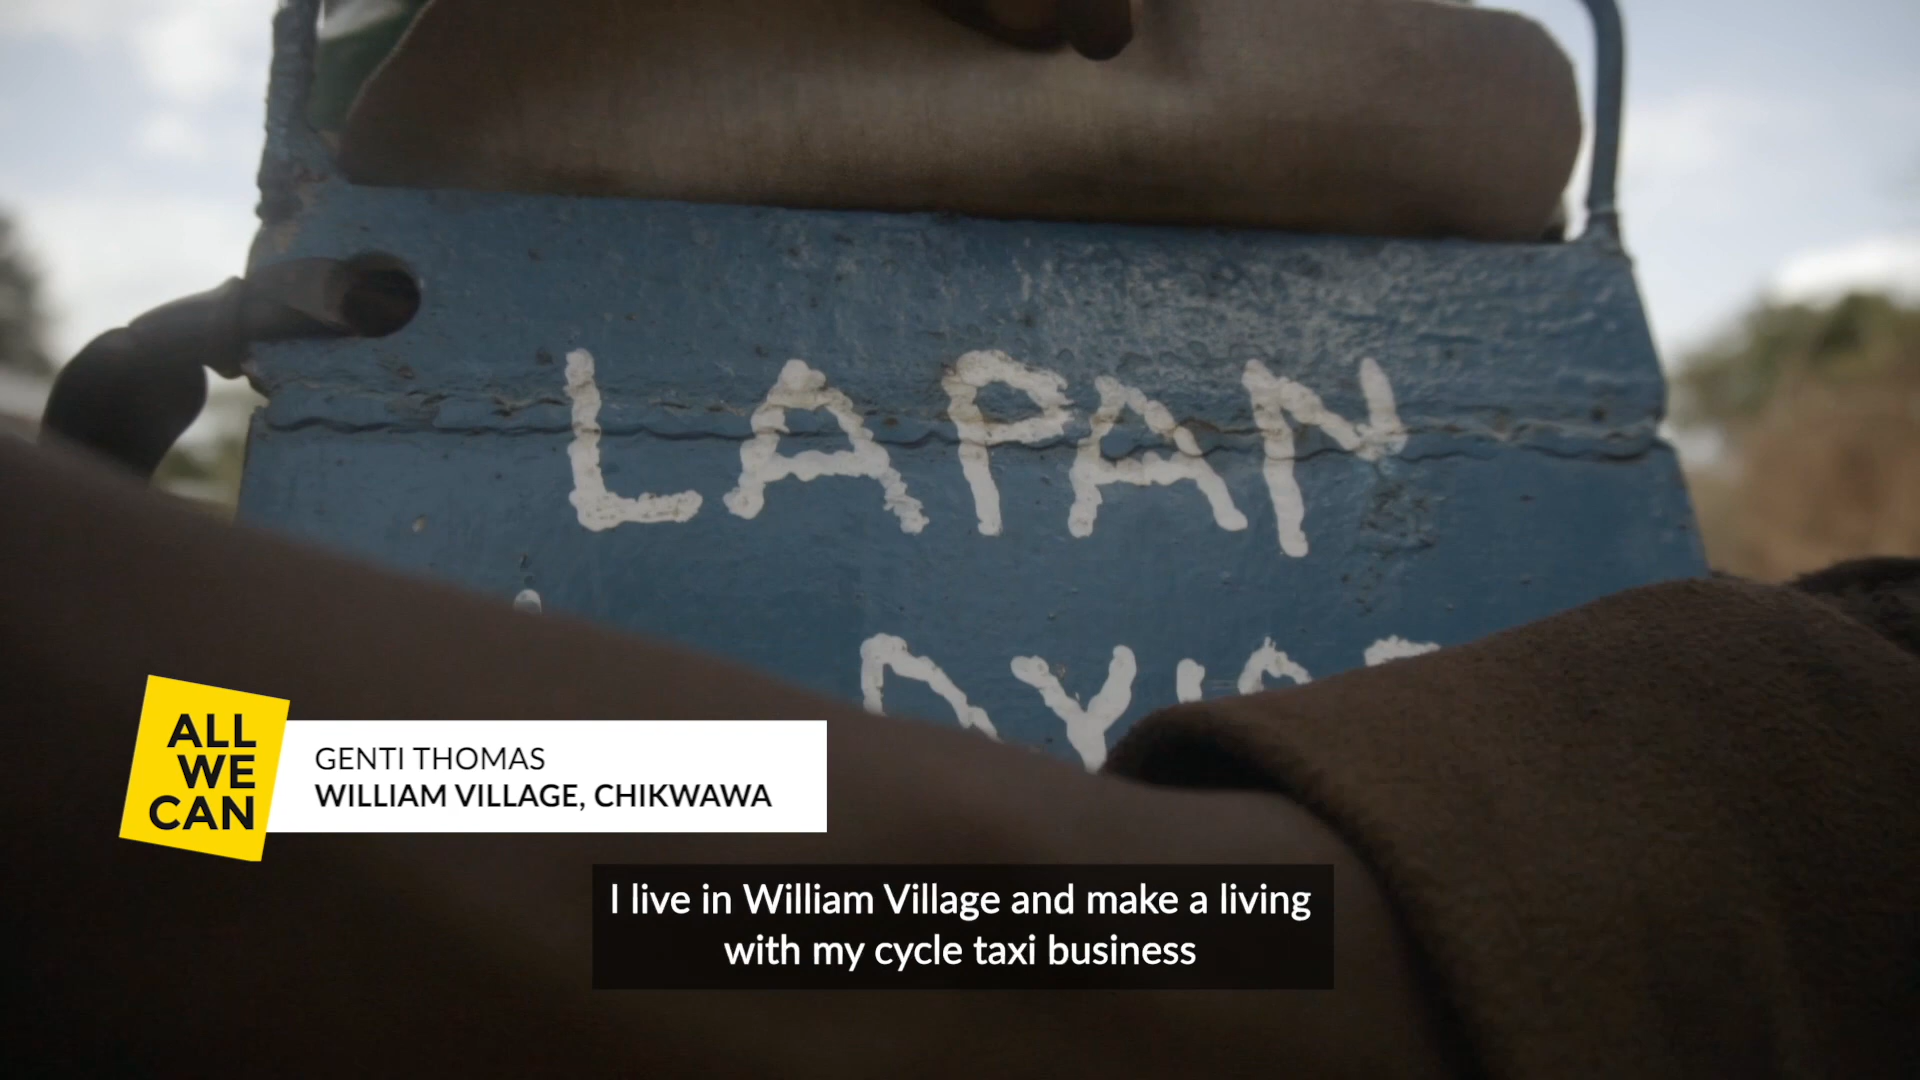 LAPAN
ALL
WE
CAN
GENTI THOMAS
WILLIAM VILLAGE, CHIKWAWA
I live in William Village and make a living
with my cycle taxi business